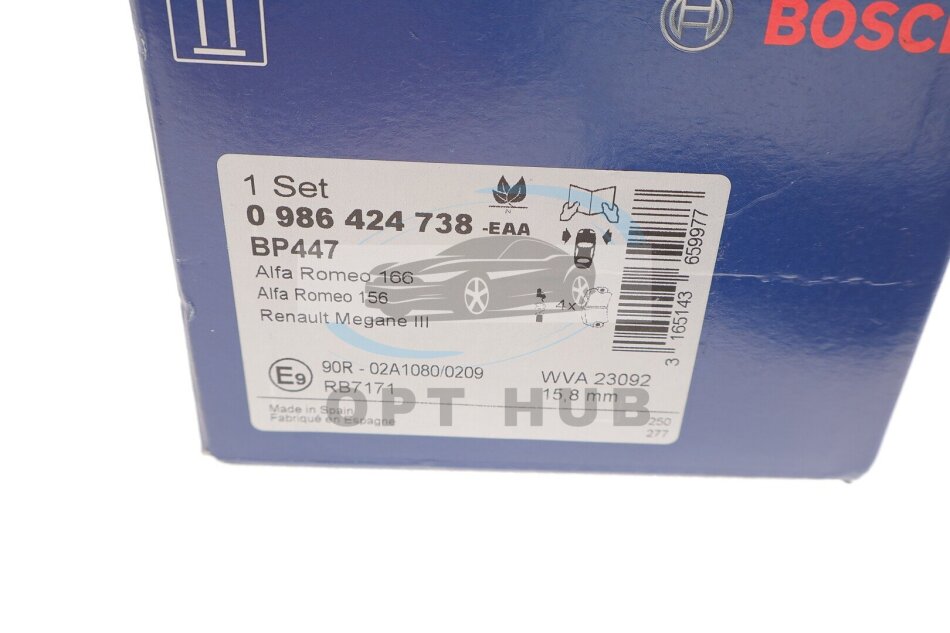 BOSCH
1 Set
0 986 424 738 -EAA
BP447
Alfa Romeo 166
Alfa Romeo 156
Renault Megane III
4x
3 165143 659977
E9
90R - 02A1080/0209
RB7171
WVA 23092
15,8 mm
OPT HUB
Made in Spain
Fabriqué en Espagne
250
277